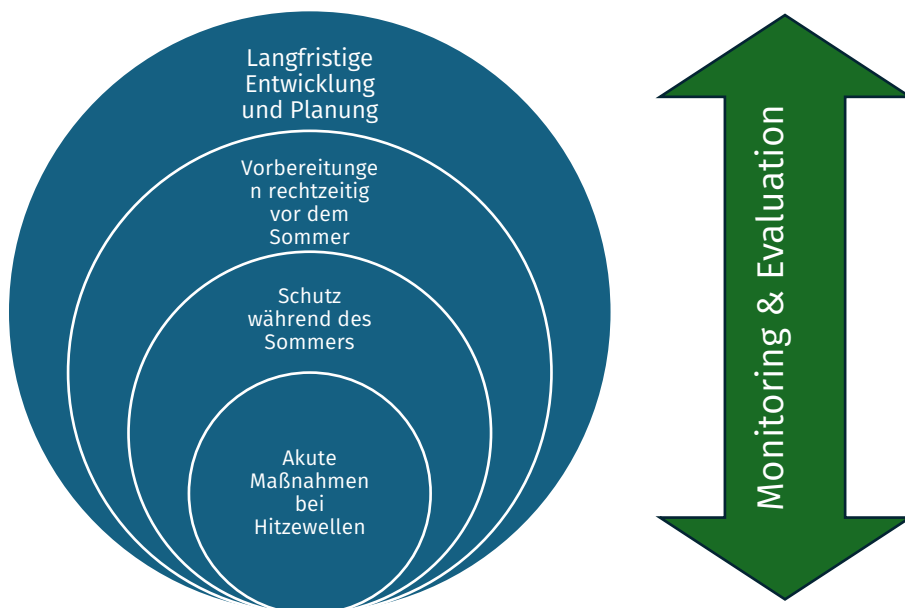 Langfristige
Entwicklung
und Planung
Vorbereitunge
n rechtzeitig
vor dem
Sommer
Schutz
während des
Sommers
Akute
Maßnahmen
bei
Hitzewellen
Monitoring & Evaluation